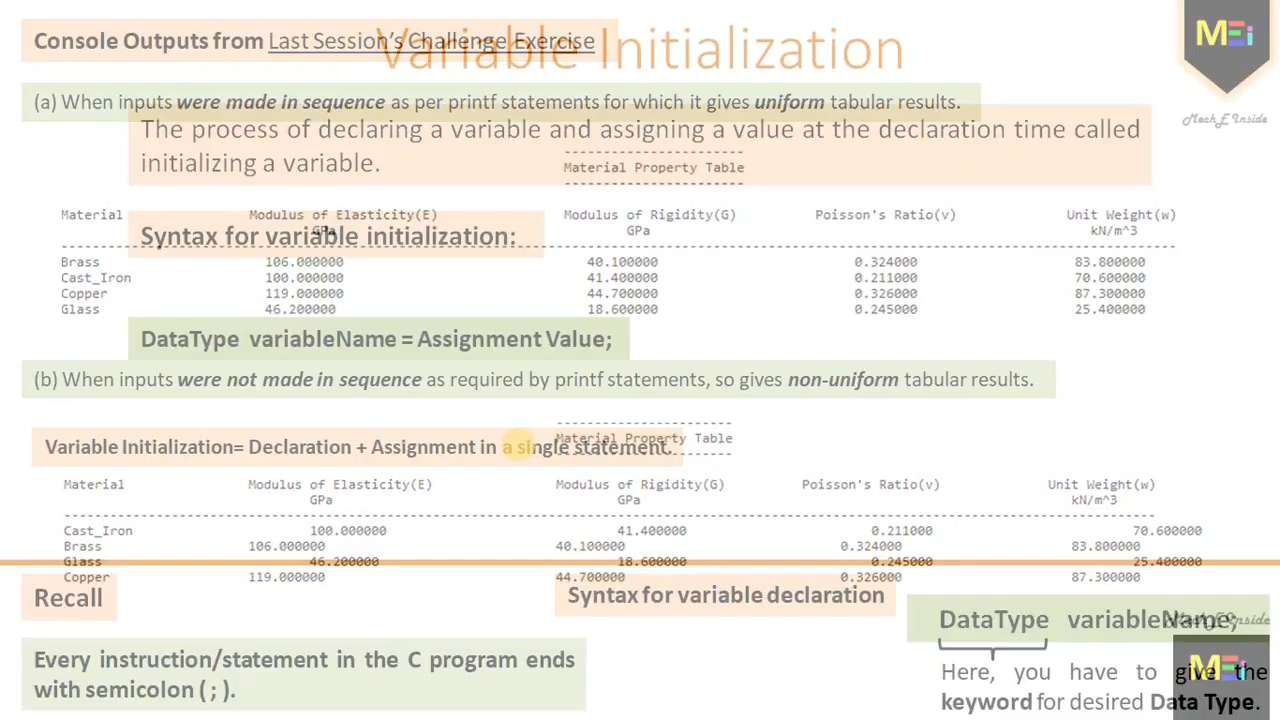 Variable Initialization
Console Outputs from Last Session's Challenge Exercise
MEi
(a) When inputs were made in sequence as per printf statements for which it gives uniform tabular results.
Mech E Inside
The process of declaring a variable and assigning a value at the declaration time called
initializing a variable.
--------------------
Material Property Table
--------------------
Material Modulus of Elasticity(E) Modulus of Rigidity(G) Poisson's Ratio(v) Unit Weight(w)
GPa GPa kN/m^3
Syntax for variable initialization:
Brass 106.000000 40.100000 0.324000 83.800000
Cast_Iron 100.000000 41.400000 0.211000 70.600000
Copper 119.000000 44.700000 0.326000 87.300000
Glass 46.200000 18.600000 0.245000 25.400000
DataType variableName = Assignment Value;
(b) When inputs were not made in sequence as required by printf statements, so gives non-uniform tabular results.
Material Property Table
Variable Initialization= Declaration + Assignment in a single statement.
Material Modulus of Elasticity(E) Modulus of Rigidity(G) Poisson's Ratio(v) Unit Weight(w)
GPa GPa kN/m^3
Cast_Iron 100.000000 41.400000 0.211000 70.600000
Brass 106.000000 40.100000 0.324000 83.800000
Glass 46.200000 18.600000 0.245000 25.400000
Copper 119.000000 44.700000 0.326000 87.300000
Recall
Syntax for variable declaration
DataType variableName;
Mech E Inside
Every instruction/statement in the C program ends
with semicolon ( ; ).
Here, you have to give the
keyword for desired Data Type.
MEi